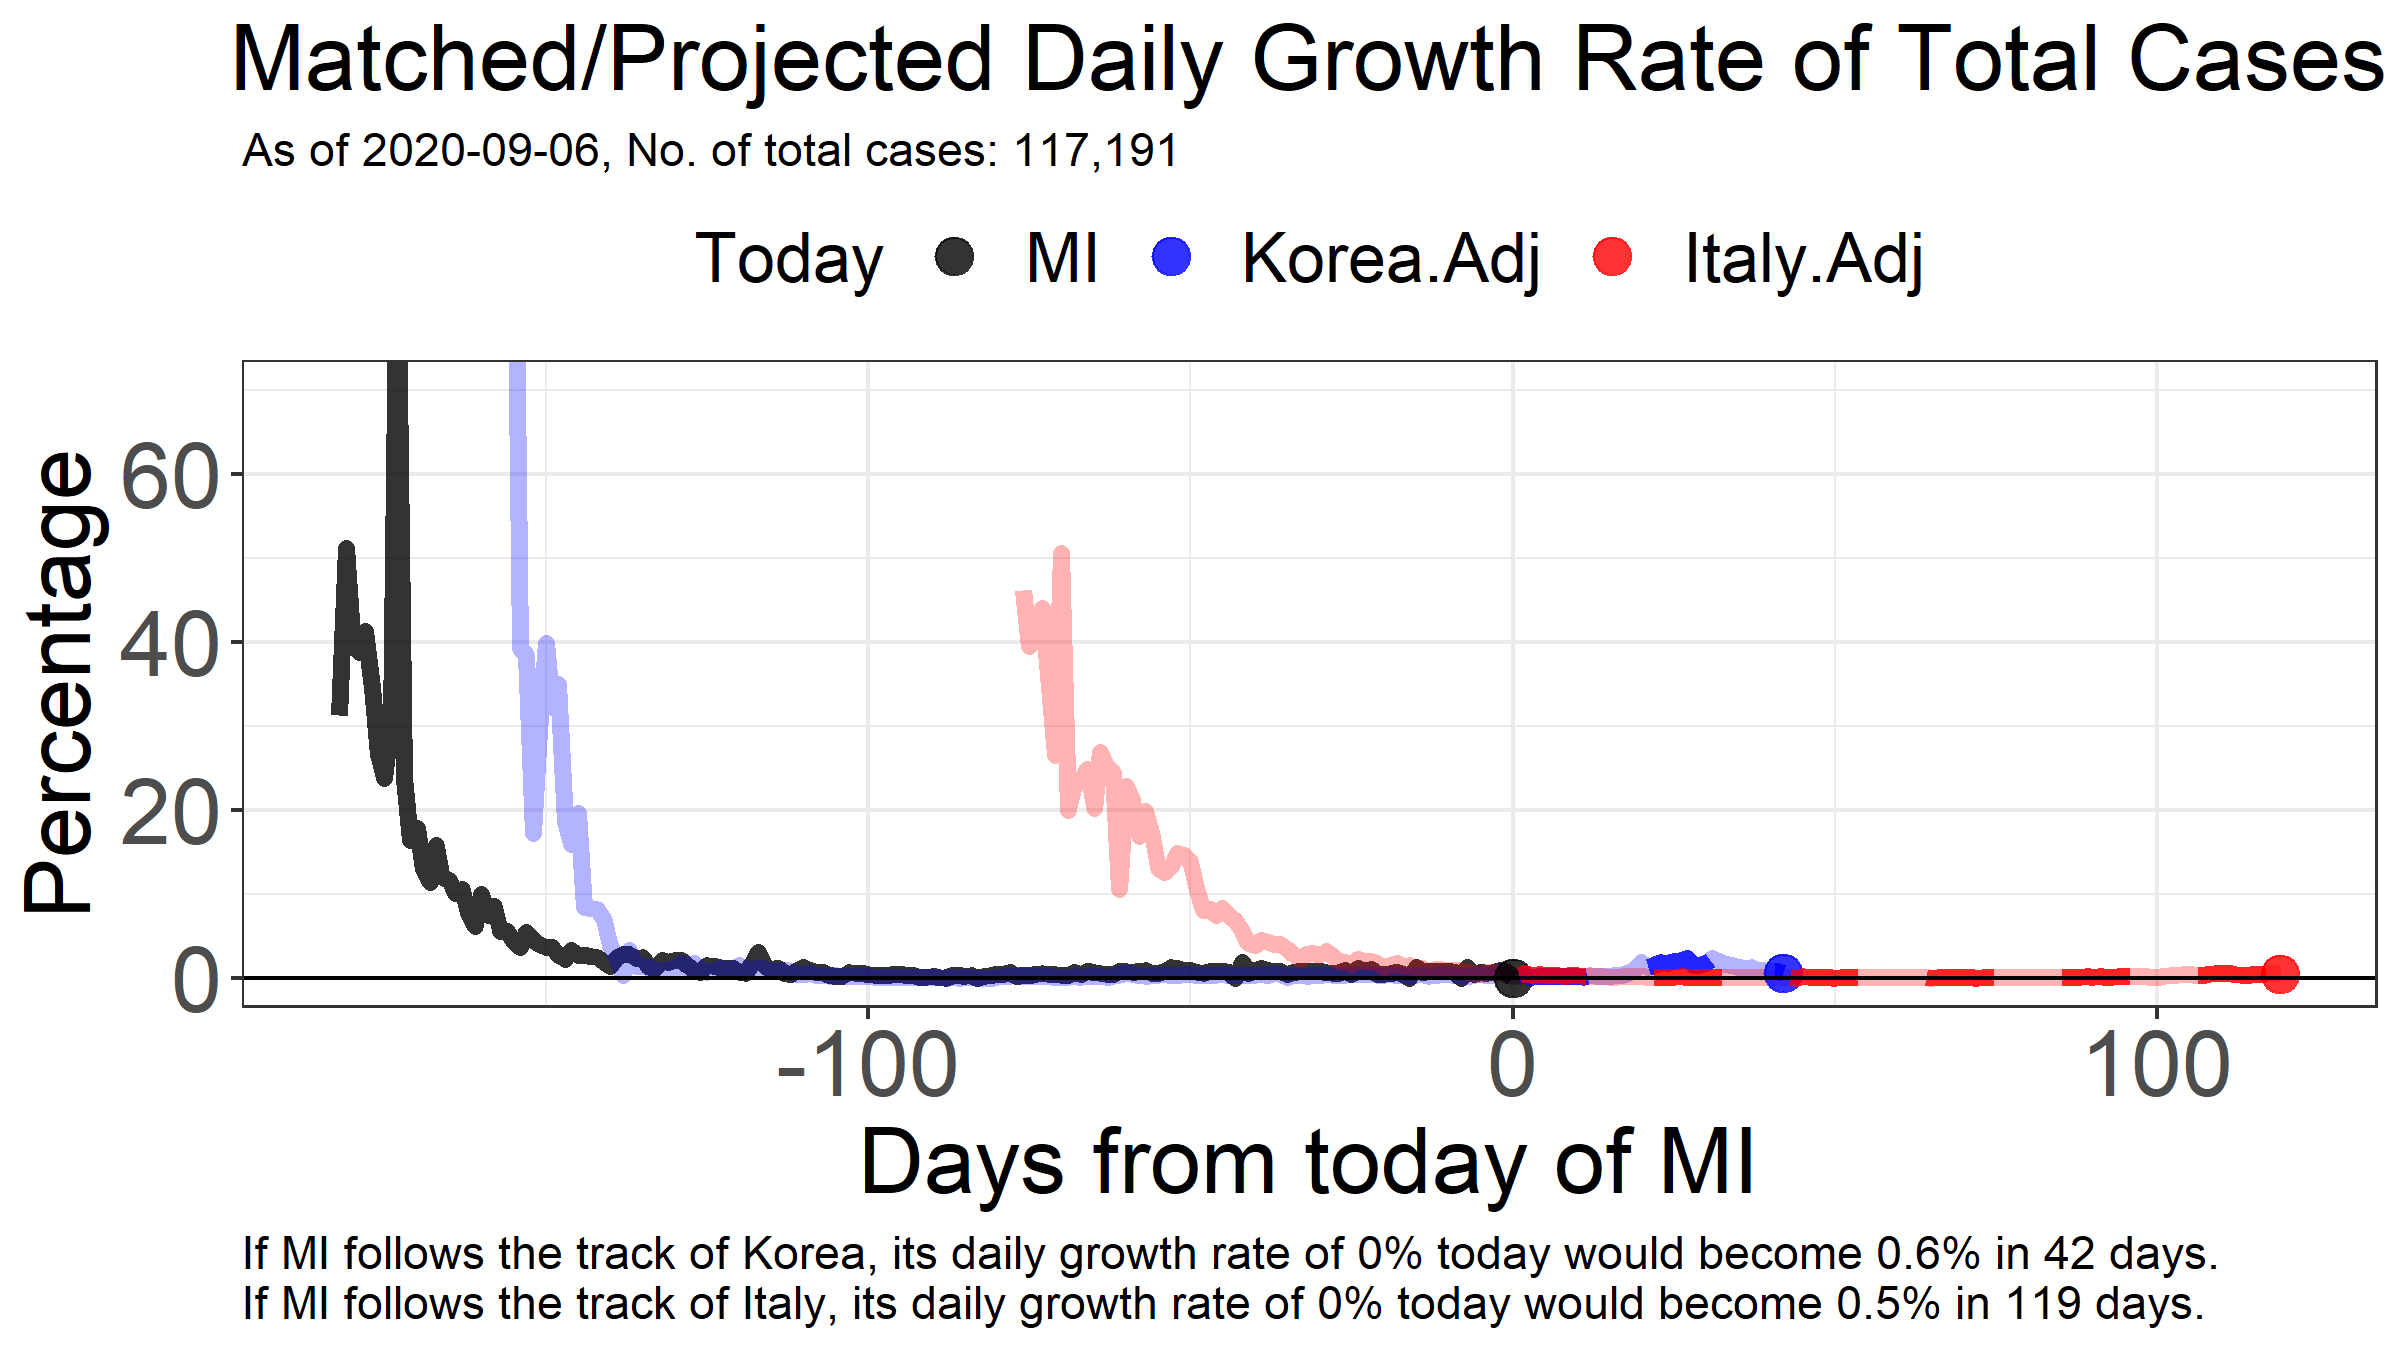 Matched/Projected Daily Growth Rate of Total Cases
As of 2020-09-06, No. of total cases: 117,191
Today MI Korea.Adj Italy.Adj
Percentage
60
40
20
0
-100 0 100
Days from today of MI
If MI follows the track of Korea, its daily growth rate of 0% today would become 0.6% in 42 days.
If MI follows the track of Italy, its daily growth rate of 0% today would become 0.5% in 119 days.